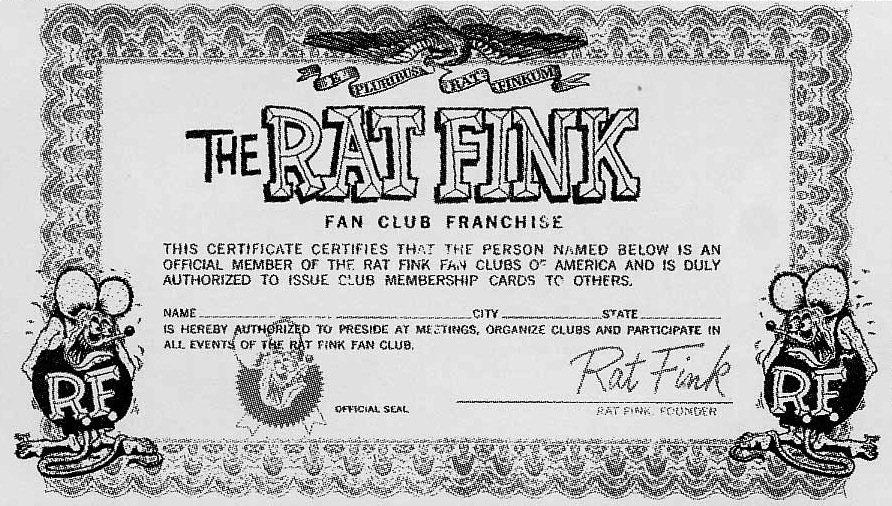 E PLURIBUS RAT FINKUM
THE RAT FINK
FAN CLUB FRANCHISE
THIS CERTIFICATE CERTIFIES THAT THE PERSON NAMED BELOW IS AN
OFFICIAL MEMBER OF THE RAT FINK FAN CLUBS OF AMERICA AND IS DULY
AUTHORIZED TO ISSUE CLUB MEMBERSHIP CARDS TO OTHERS.
NAME CITY STATE
IS HEREBY AUTHORIZED TO PRESIDE AT MEETINGS, ORGANIZE CLUBS AND PARTICIPATE IN
ALL EVENTS OF THE RAT FINK FAN CLUB.
Rat Fink
R.F.
R.F.
OFFICIAL SEAL
RAT FINK, FOUNDER